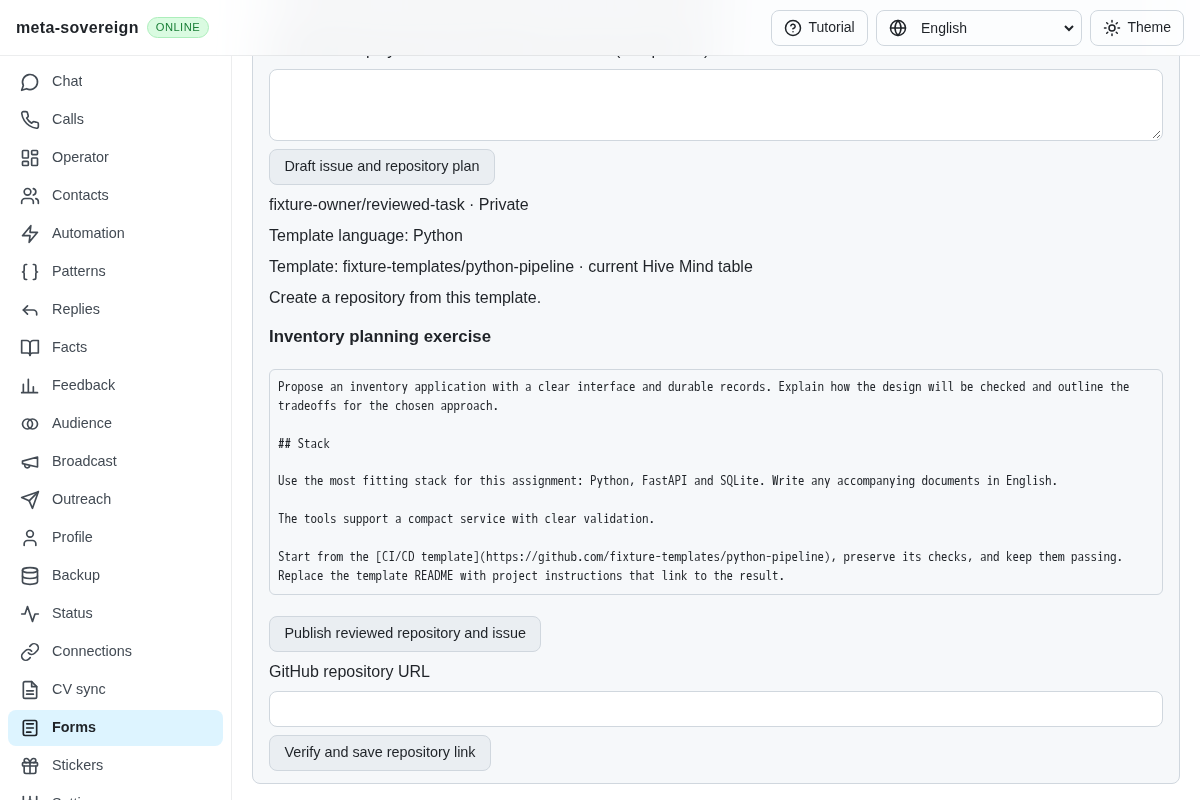 meta-sovereign ONLINE
Tutorial
English
Theme
Chat
Calls
Operator
Contacts
Automation
Patterns
Replies
Facts
Feedback
Audience
Broadcast
Outreach
Profile
Backup
Status
Connections
CV sync
Forms
Stickers
Draft issue and repository plan
fixture-owner/reviewed-task · Private
Template language: Python
Template: fixture-templates/python-pipeline · current Hive Mind table
Create a repository from this template.
Inventory planning exercise
Propose an inventory application with a clear interface and durable records. Explain how the design will be checked and outline the
tradeoffs for the chosen approach.
## Stack
Use the most fitting stack for this assignment: Python, FastAPI and SQLite. Write any accompanying documents in English.
The tools support a compact service with clear validation.
Start from the [CI/CD template](https://github.com/fixture-templates/python-pipeline), preserve its checks, and keep them passing.
Replace the template README with project instructions that link to the result.
Publish reviewed repository and issue
GitHub repository URL
Verify and save repository link